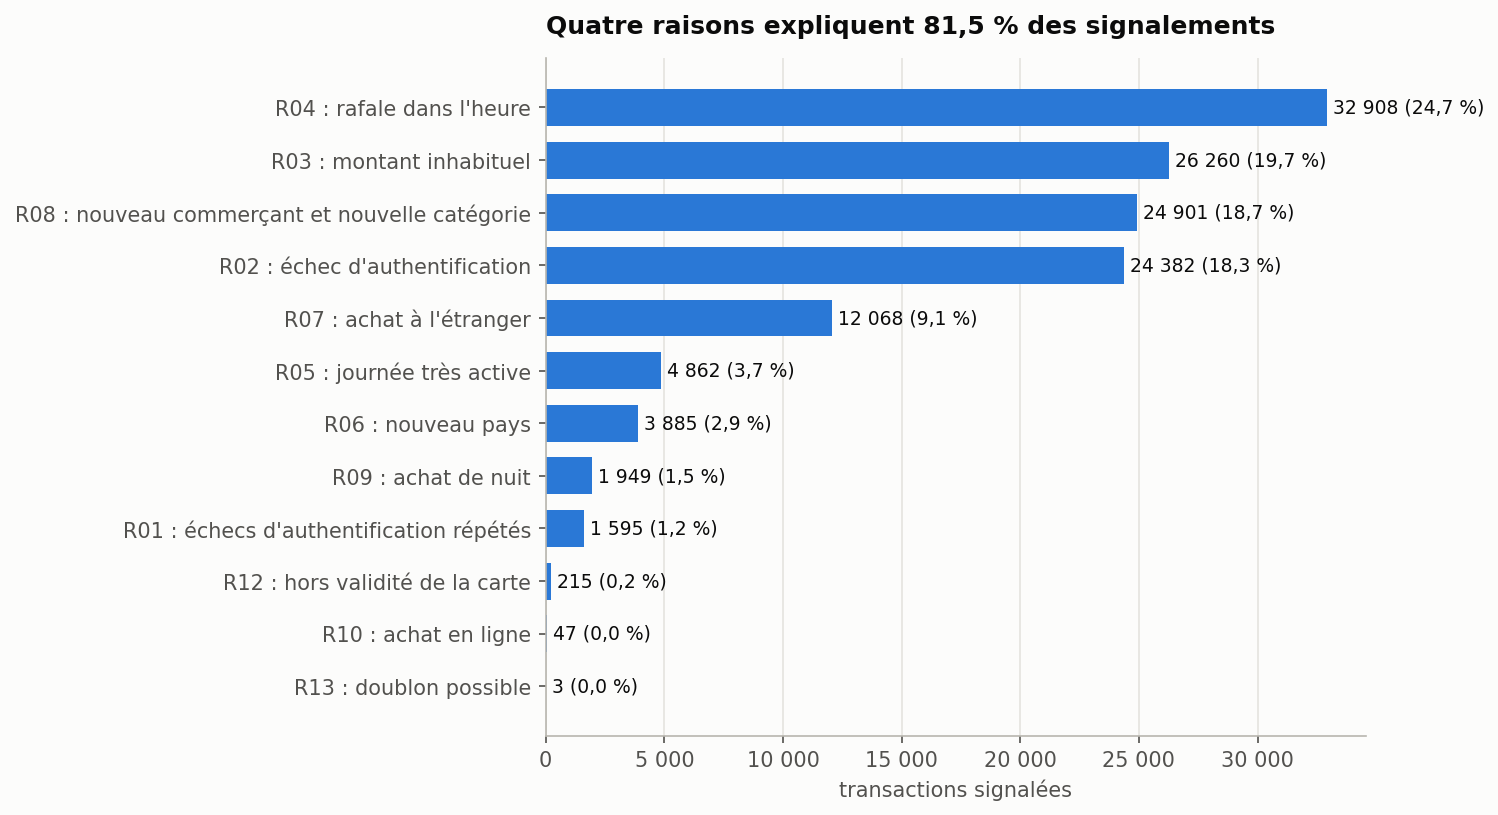 Quatre raisons expliquent 81,5 % des signalements
R04 : rafale dans l'heure 32 908 (24,7 %)
R03 : montant inhabituel 26 260 (19,7 %)
R08 : nouveau commerçant et nouvelle catégorie 24 901 (18,7 %)
R02 : échec d'authentification 24 382 (18,3 %)
R07 : achat à l'étranger 12 068 (9,1 %)
R05 : journée très active 4 862 (3,7 %)
R06 : nouveau pays 3 885 (2,9 %)
R09 : achat de nuit 1 949 (1,5 %)
R01 : échecs d'authentification répétés 1 595 (1,2 %)
R12 : hors validité de la carte 215 (0,2 %)
R10 : achat en ligne 47 (0,0 %)
R13 : doublon possible 3 (0,0 %)
0 5 000 10 000 15 000 20 000 25 000 30 000
transactions signalées